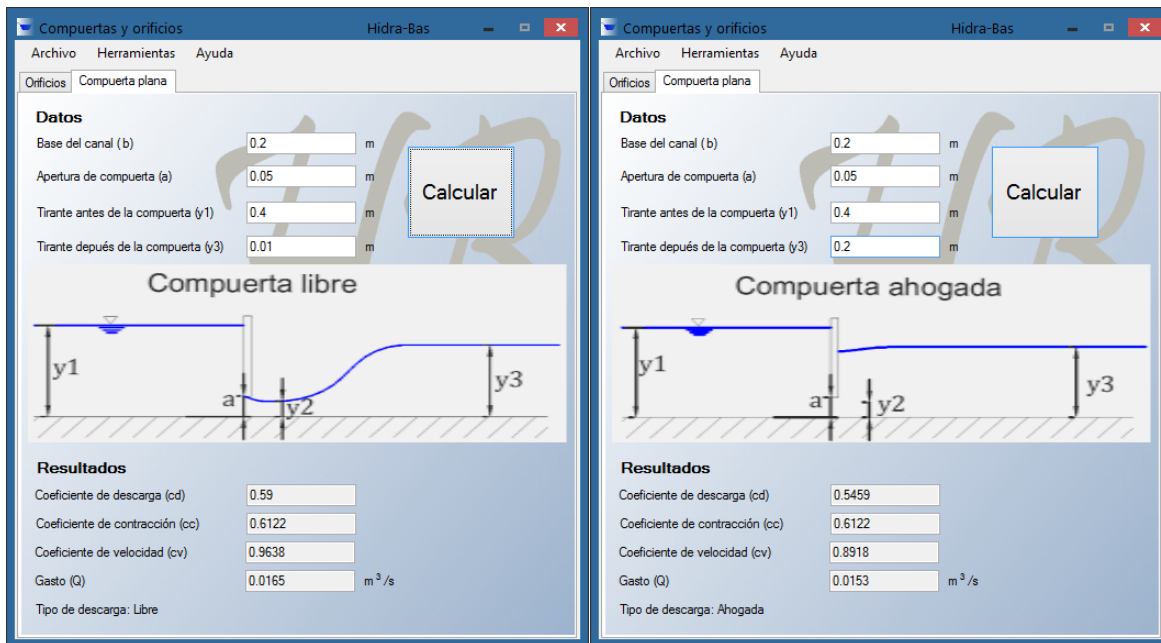 Compuertas y orificios Hidra-Bas
Archivo Herramientas Ayuda
Orificios Compuerta plana
Datos
Base del canal (b) 0.2 m
Apertura de compuerta (a) 0.05 m
Calcular
Tirante antes de la compuerta (y1) 0.4 m
Tirante depués de la compuerta (y3) 0.01 m
HB
Compuerta libre
y1
a
y2
y3
Resultados
Coeficiente de descarga (cd) 0.59
Coeficiente de contracción (cc) 0.6122
Coeficiente de velocidad (cv) 0.9638
Gasto (Q) 0.0165 m³/s
Tipo de descarga: Libre
Compuertas y orificios Hidra-Bas
Archivo Herramientas Ayuda
Orificios Compuerta plana
Datos
Base del canal (b) 0.2 m
Apertura de compuerta (a) 0.05 m
Calcular
Tirante antes de la compuerta (y1) 0.4 m
Tirante depués de la compuerta (y3) 0.2 m
HB
Compuerta ahogada
y1
a
y2
y3
Resultados
Coeficiente de descarga (cd) 0.5459
Coeficiente de contracción (cc) 0.6122
Coeficiente de velocidad (cv) 0.8918
Gasto (Q) 0.0153 m³/s
Tipo de descarga: Ahogada